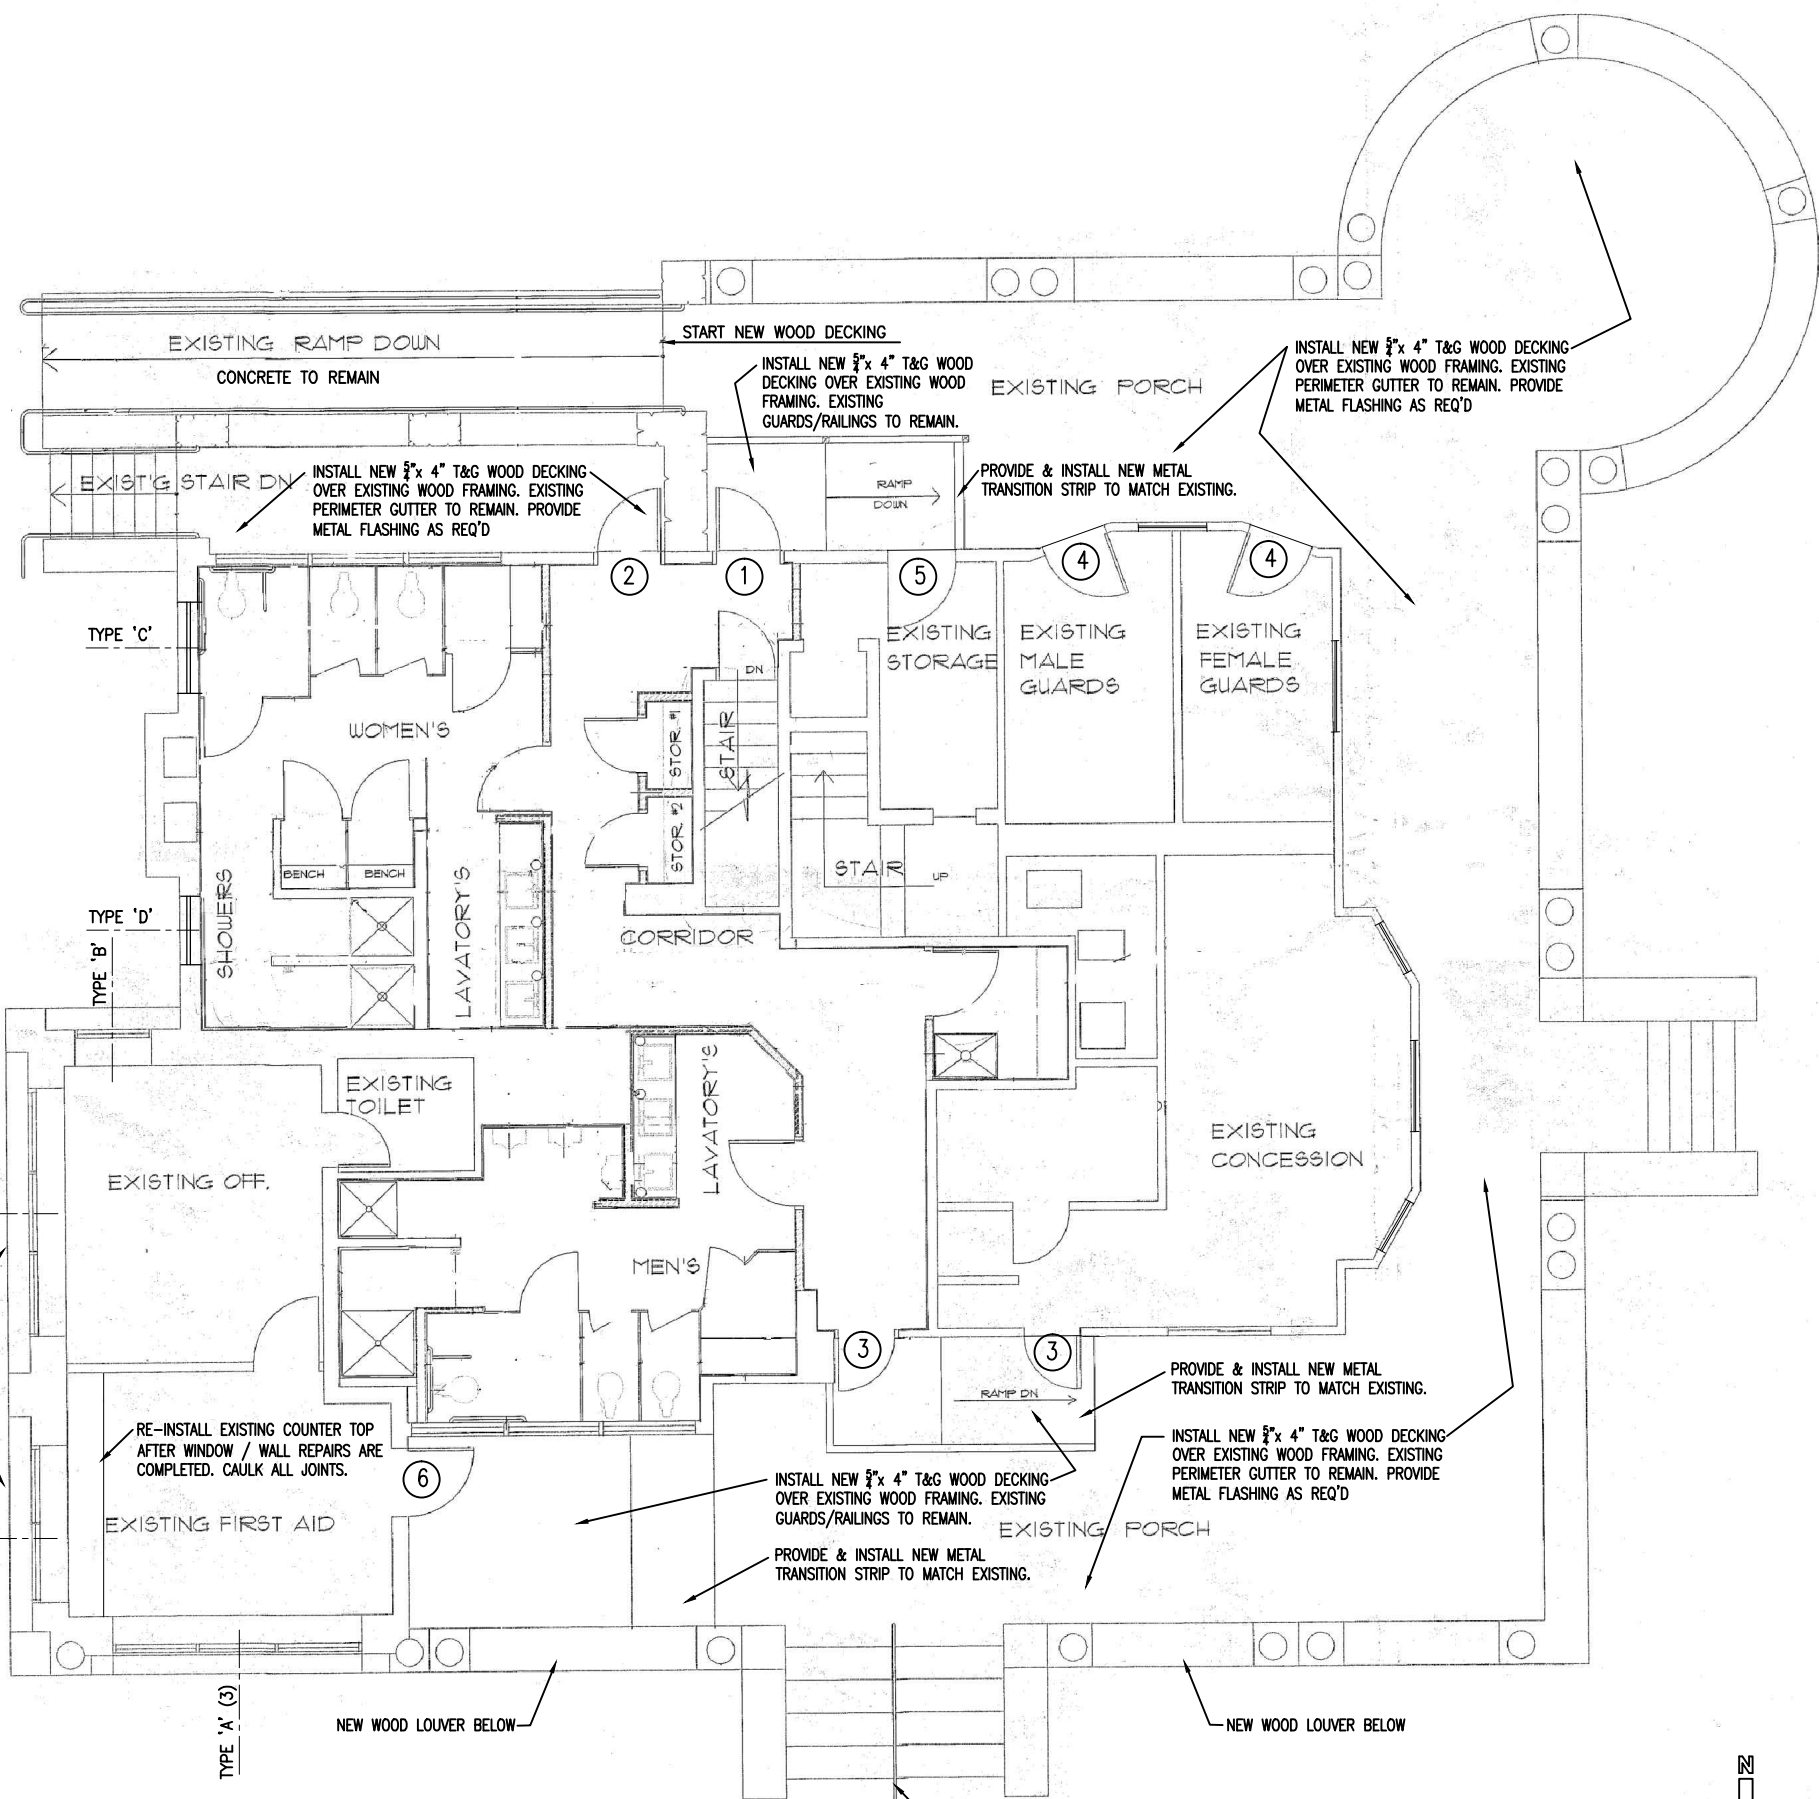 EXISTING RAMP DOWN
CONCRETE TO REMAIN
START NEW WOOD DECKING
INSTALL NEW 5/4"x 4" T&G WOOD
DECKING OVER EXISTING WOOD
FRAMING. EXISTING
GUARDS/RAILINGS TO REMAIN.
EXISTING PORCH
INSTALL NEW 5/4"x 4" T&G WOOD DECKING
OVER EXISTING WOOD FRAMING. EXISTING
PERIMETER GUTTER TO REMAIN. PROVIDE
METAL FLASHING AS REQ'D
EXIST'G STAIR DN
INSTALL NEW 5/4"x 4" T&G WOOD DECKING
OVER EXISTING WOOD FRAMING. EXISTING
PERIMETER GUTTER TO REMAIN. PROVIDE
METAL FLASHING AS REQ'D
RAMP
DOWN
PROVIDE & INSTALL NEW METAL
TRANSITION STRIP TO MATCH EXISTING.
2
1
5
4
4
TYPE 'C'
EXISTING
STORAGE
EXISTING
MALE
GUARDS
EXISTING
FEMALE
GUARDS
DN
WOMEN'S
STOR. #1
STAIR
STOR. #2
BENCH
BENCH
STAIR
UP
TYPE 'D'
TYPE 'B'
SHOWERS
LAVATORY'S
CORRIDOR
EXISTING
TOILET
LAVATORY'S
EXISTING OFF.
EXISTING
CONCESSION
MEN'S
3
3
RAMP DN
PROVIDE & INSTALL NEW METAL
TRANSITION STRIP TO MATCH EXISTING.
RE-INSTALL EXISTING COUNTER TOP
AFTER WINDOW / WALL REPAIRS ARE
COMPLETED. CAULK ALL JOINTS.
6
INSTALL NEW 5/4"x 4" T&G WOOD DECKING
OVER EXISTING WOOD FRAMING. EXISTING
GUARDS/RAILINGS TO REMAIN.
INSTALL NEW 5/4"x 4" T&G WOOD DECKING
OVER EXISTING WOOD FRAMING. EXISTING
PERIMETER GUTTER TO REMAIN. PROVIDE
METAL FLASHING AS REQ'D
EXISTING FIRST AID
EXISTING PORCH
PROVIDE & INSTALL NEW METAL
TRANSITION STRIP TO MATCH EXISTING.
TYPE 'A' (3)
NEW WOOD LOUVER BELOW
NEW WOOD LOUVER BELOW
N